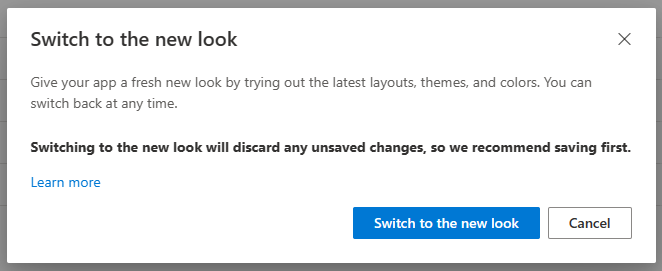 Switch to the new look
Give your app a fresh new look by trying out the latest layouts, themes, and colors. You can
switch back at any time.
Switching to the new look will discard any unsaved changes, so we recommend saving first.
Learn more
Switch to the new look
Cancel